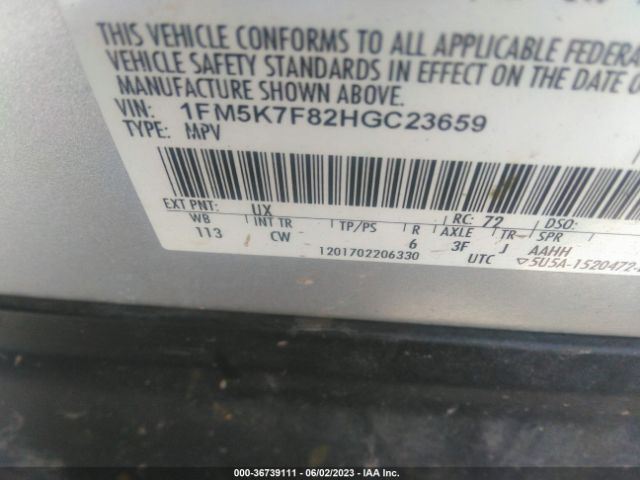 THIS VEHICLE CONFORMS TO ALL APPLICABLE FEDERA
VEHICLE SAFETY STANDARDS IN EFFECT ON THE DATE O
MANUFACTURE SHOWN ABOVE.
VIN: 1FM5K7F82HGC23659
TYPE: MPV
EXT PNT: UX RC: 72 DSO:
WB INT TR TP/PS R AXLE TR SPR
113 CW 6 3F J AAHH
1201702206330 UTC ▽5U5A-1520472-
000-36739111 - 06/02/2023 - IAA Inc.